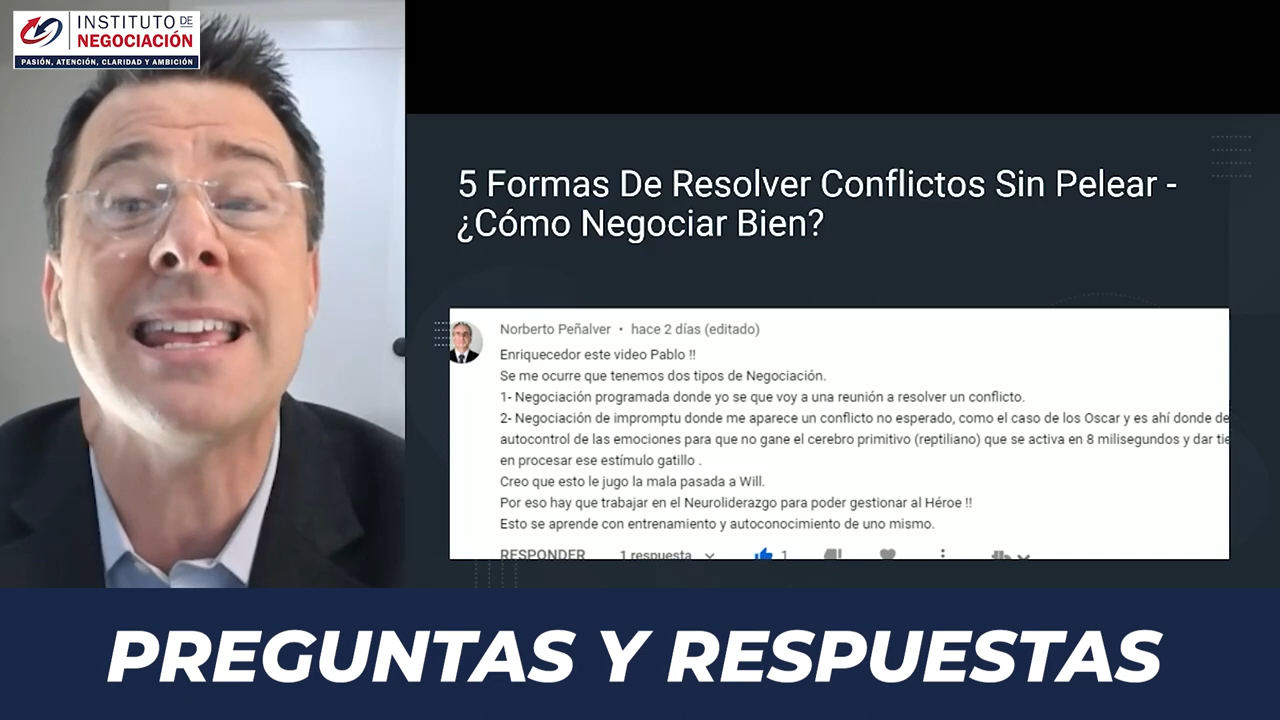 INSTITUTO DE
NEGOCIACIÓN
PASIÓN, ATENCIÓN, CLARIDAD Y AMBICIÓN
5 Formas De Resolver Conflictos Sin Pelear -
¿Cómo Negociar Bien?
Norberto Peñalver • hace 2 días (editado)
Enriquecedor este video Pablo !!
Se me ocurre que tenemos dos tipos de Negociación.
1- Negociación programada donde yo se que voy a una reunión a resolver un conflicto.
2- Negociación de impromptu donde me aparece un conflicto no esperado, como el caso de los Oscar y es ahí donde de
autocontrol de las emociones para que no gane el cerebro primitivo (reptiliano) que se activa en 8 milisegundos y dar tie
en procesar ese estímulo gatillo .
Creo que esto le jugo la mala pasada a Will.
Por eso hay que trabajar en el Neuroliderazgo para poder gestionar al Héroe !!
Esto se aprende con entrenamiento y autoconocimiento de uno mismo.
RESPONDER 1 respuesta 1
PREGUNTAS Y RESPUESTAS